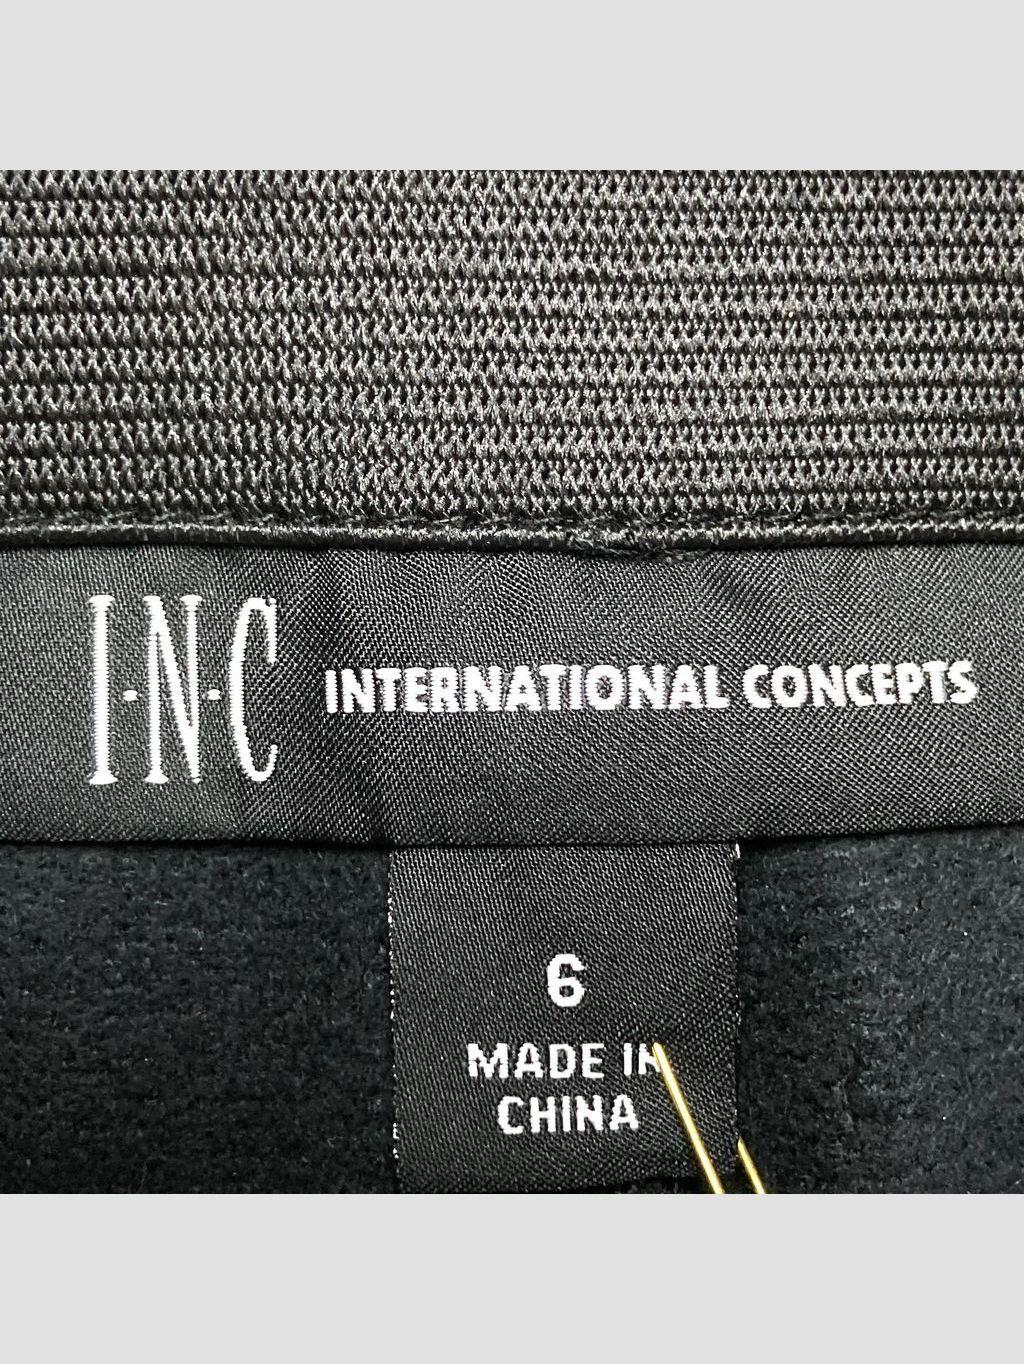 I·N·C INTERNATIONAL CONCEPTS
6
MADE IN
CHINA